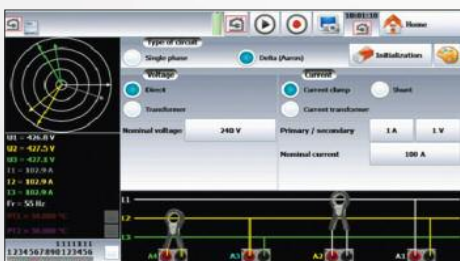 10:01:10
Home
Type of circuit
Single phase
Delta (Aaron)
Initialization
Voltage
Direct
Transformer
Nominal voltage
240 V
Current
Current clamp
Shunt
Current transformer
Primary / secondary
1 A
1 V
Nominal current
100 A
U1 = 426.8 V
U2 = 427.5 V
U3 = 427.1 V
I1 = 102.9 A
I2 = 102.9 A
I3 = 102.9 A
Fr = 55 Hz
1111111
1234567890123456
L1
L2
L3
A4
A3
A2
A1